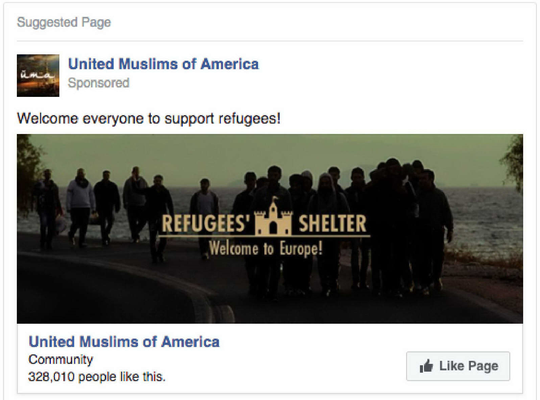 Suggested Page
uma
United Muslims of America
Sponsored
Welcome everyone to support refugees!
REFUGEES' SHELTER
Welcome to Europe!
United Muslims of America
Community
328,010 people like this.
Like Page